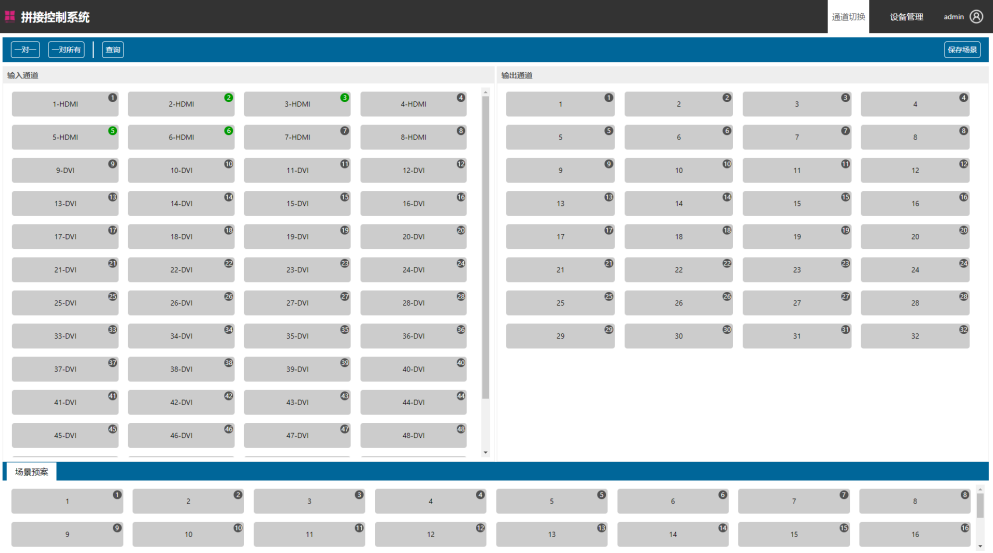 拼接控制系统 通道切换 设备管理 admin
一对一 一对所有 查询 保存场景
输入通道 输出通道
1-HDMI 1 2-HDMI 2 3-HDMI 3 4-HDMI 4 1 1 2 2 3 3 4 4
5-HDMI 5 6-HDMI 6 7-HDMI 7 8-HDMI 8 5 5 6 6 7 7 8 8
9-DVI 9 10-DVI 10 11-DVI 11 12-DVI 12 9 9 10 10 11 11 12 12
13-DVI 13 14-DVI 14 15-DVI 15 16-DVI 16 13 13 14 14 15 15 16 16
17-DVI 17 18-DVI 18 19-DVI 19 20-DVI 20 17 17 18 18 19 19 20 20
21-DVI 21 22-DVI 22 23-DVI 23 24-DVI 24 21 21 22 22 23 23 24 24
25-DVI 25 26-DVI 26 27-DVI 27 28-DVI 28 25 25 26 26 27 27 28 28
33-DVI 33 34-DVI 34 35-DVI 35 36-DVI 36 29 29 30 30 31 31 32 32
37-DVI 37 38-DVI 38 39-DVI 39 40-DVI 40
41-DVI 41 42-DVI 42 43-DVI 43 44-DVI 44
45-DVI 45 46-DVI 46 47-DVI 47 48-DVI 48
场景预案
1 1 2 2 3 3 4 4 5 5 6 6 7 7 8 8
9 9 10 10 11 11 12 12 13 13 14 14 15 15 16 16